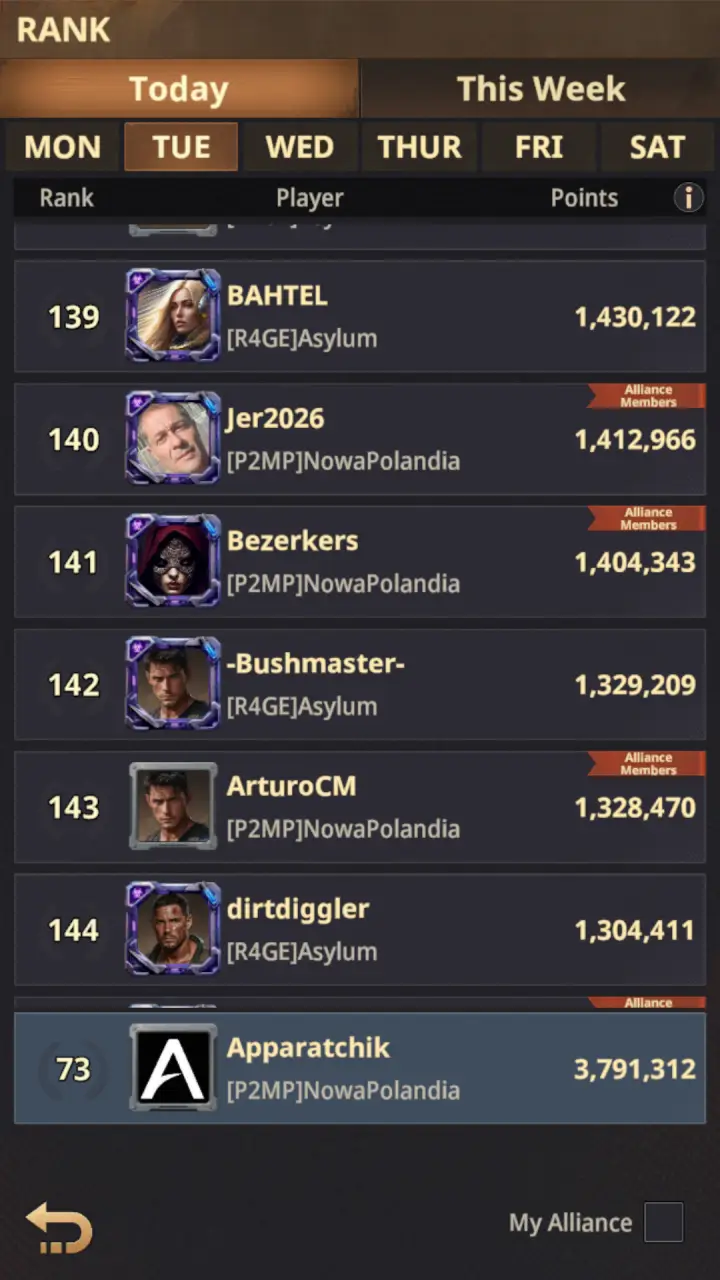 RANK
Today
This Week
MON
TUE
WED
THUR
FRI
SAT
Rank
Player
Points
139
BAHTEL
[R4GE]Asylum
1,430,122
140
Jer2026
[P2MP]NowaPolandia
Alliance
Members
1,412,966
141
Bezerkers
[P2MP]NowaPolandia
Alliance
Members
1,404,343
142
-Bushmaster-
[R4GE]Asylum
1,329,209
143
ArturoCM
[P2MP]NowaPolandia
Alliance
Members
1,328,470
144
dirtdiggler
[R4GE]Asylum
1,304,411
Alliance
73
Apparatchik
[P2MP]NowaPolandia
3,791,312
My Alliance